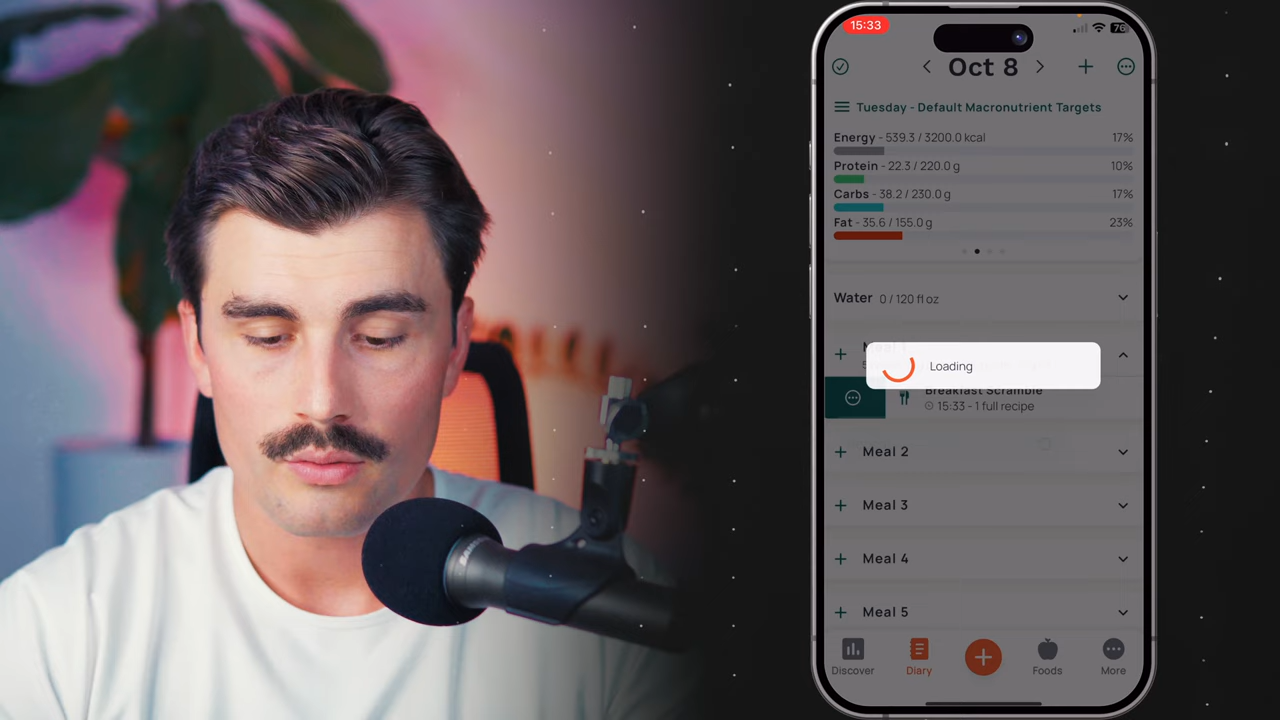 15:33
76
Oct 8
Tuesday - Default Macronutrient Targets
Energy - 539.3 / 3200.0 kcal 17%
Protein - 22.3 / 220.0 g 10%
Carbs - 38.2 / 230.0 g 17%
Fat - 35.6 / 155.0 g 23%
Water 0 / 120 fl oz
Meal 1
Loading
Breakfast Scramble
15:33 - 1 full recipe
Meal 2
Meal 3
Meal 4
Meal 5
Discover Diary Foods More